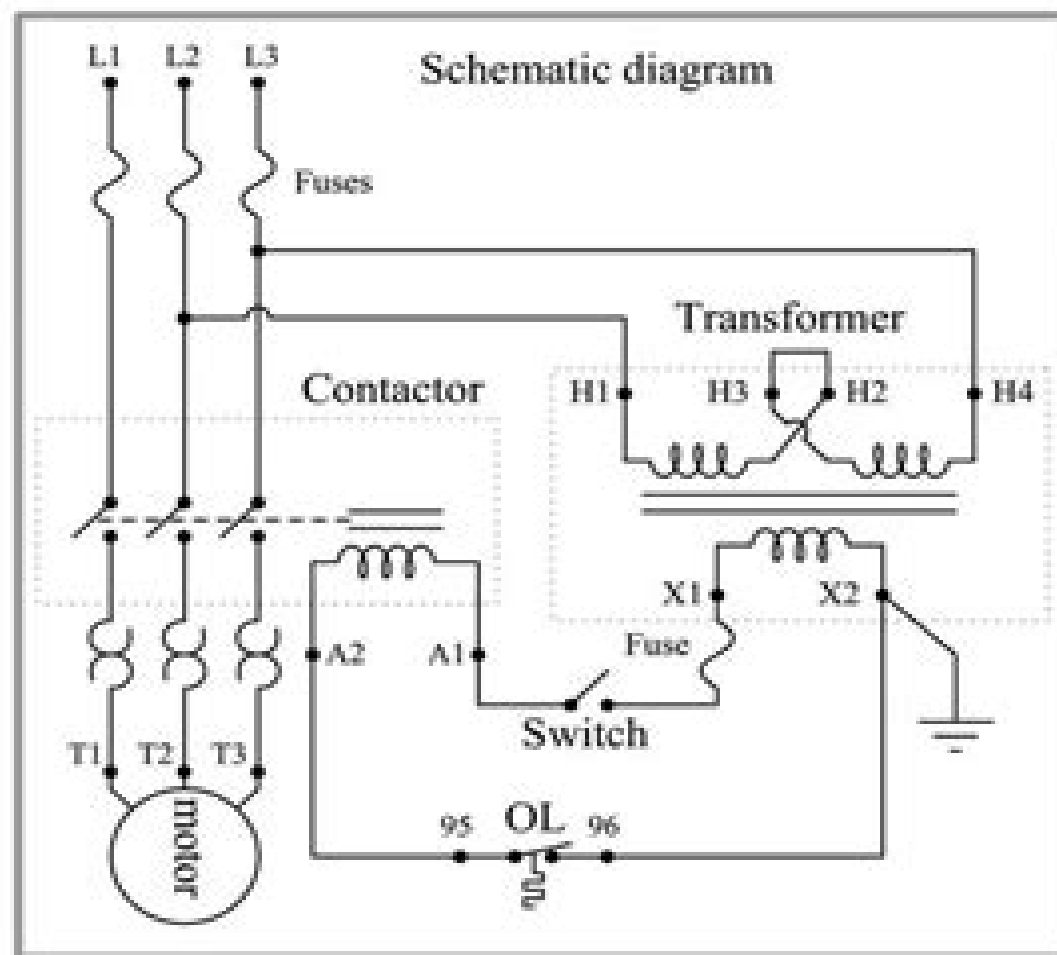 L1 L2 L3
Schematic diagram
Fuses
Transformer
Contactor
H1 H3 H2 H4
X1 X2
A2 A1
Fuse
Switch
T1 T2 T3
motor
95 OL 96